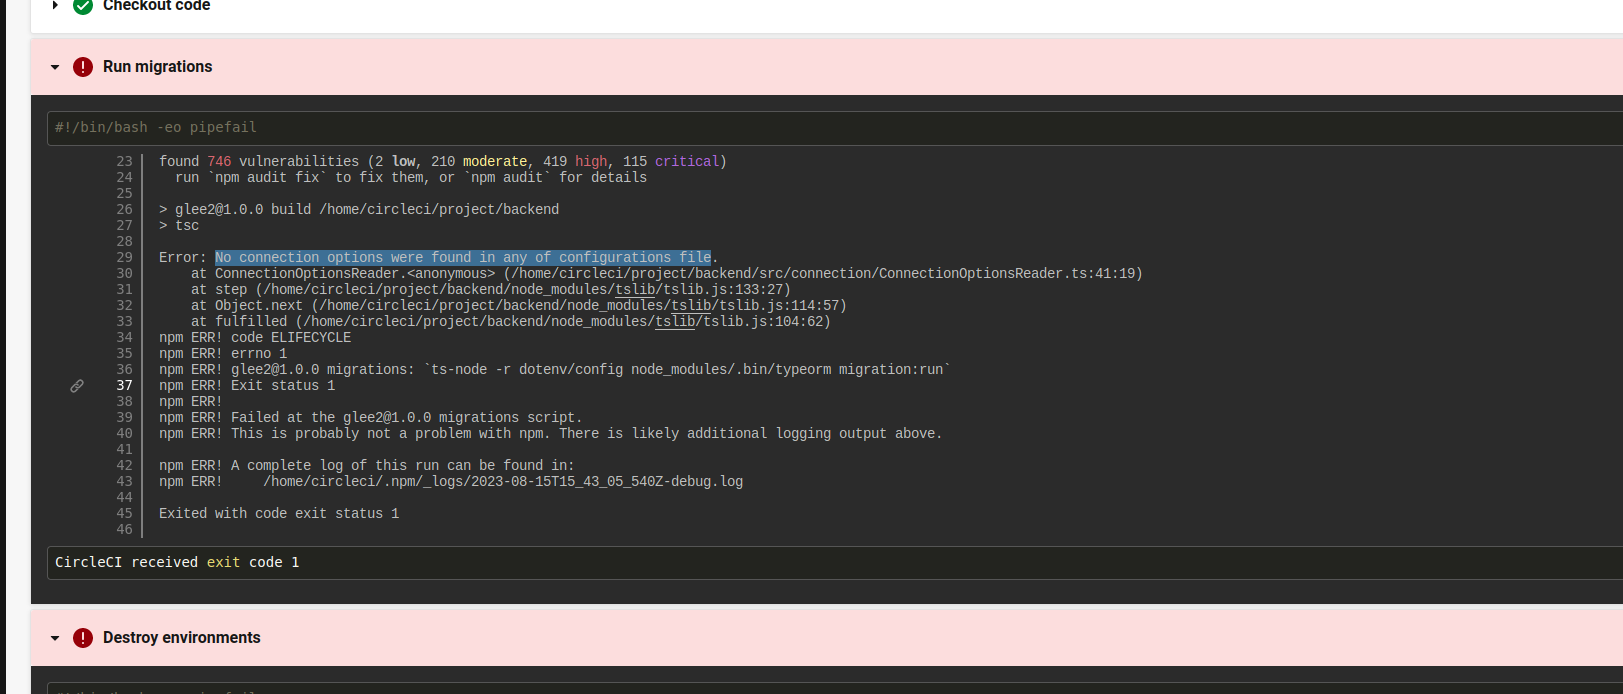 Checkout code
Run migrations
#!/bin/bash -eo pipefail
23 found 746 vulnerabilities (2 low, 210 moderate, 419 high, 115 critical)
24 run `npm audit fix` to fix them, or `npm audit` for details
25
26 > glee2@1.0.0 build /home/circleci/project/backend
27 > tsc
28
29 Error: No connection options were found in any of configurations file.
30 at ConnectionOptionsReader.<anonymous> (/home/circleci/project/backend/src/connection/ConnectionOptionsReader.ts:41:19)
31 at step (/home/circleci/project/backend/node_modules/tslib/tslib.js:133:27)
32 at Object.next (/home/circleci/project/backend/node_modules/tslib/tslib.js:114:57)
33 at fulfilled (/home/circleci/project/backend/node_modules/tslib/tslib.js:104:62)
34 npm ERR! code ELIFECYCLE
35 npm ERR! errno 1
36 npm ERR! glee2@1.0.0 migrations: `ts-node -r dotenv/config node_modules/.bin/typeorm migration:run`
37 npm ERR! Exit status 1
38 npm ERR!
39 npm ERR! Failed at the glee2@1.0.0 migrations script.
40 npm ERR! This is probably not a problem with npm. There is likely additional logging output above.
41
42 npm ERR! A complete log of this run can be found in:
43 npm ERR! /home/circleci/.npm/_logs/2023-08-15T15_43_05_540Z-debug.log
44
45 Exited with code exit status 1
46
CircleCI received exit code 1
Destroy environments